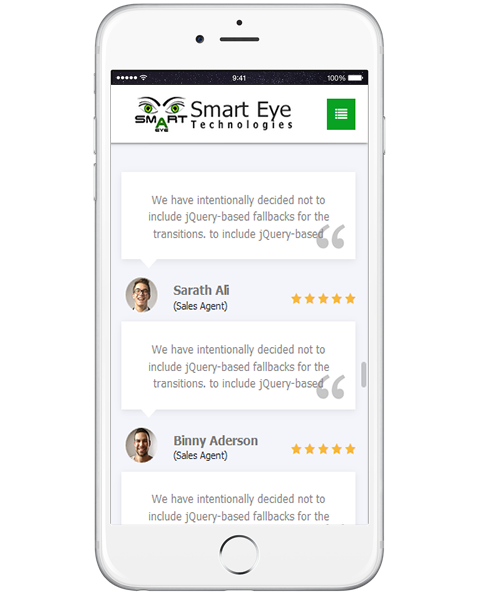 9:41
100%
SMART
EYE
Smart Eye
Technologies
We have intentionally decided not to
include jQuery-based fallbacks for the
transitions. to include jQuery-based
Sarath Ali
(Sales Agent)
We have intentionally decided not to
include jQuery-based fallbacks for the
transitions. to include jQuery-based
Binny Aderson
(Sales Agent)
We have intentionally decided not to
include jQuery-based fallbacks for the